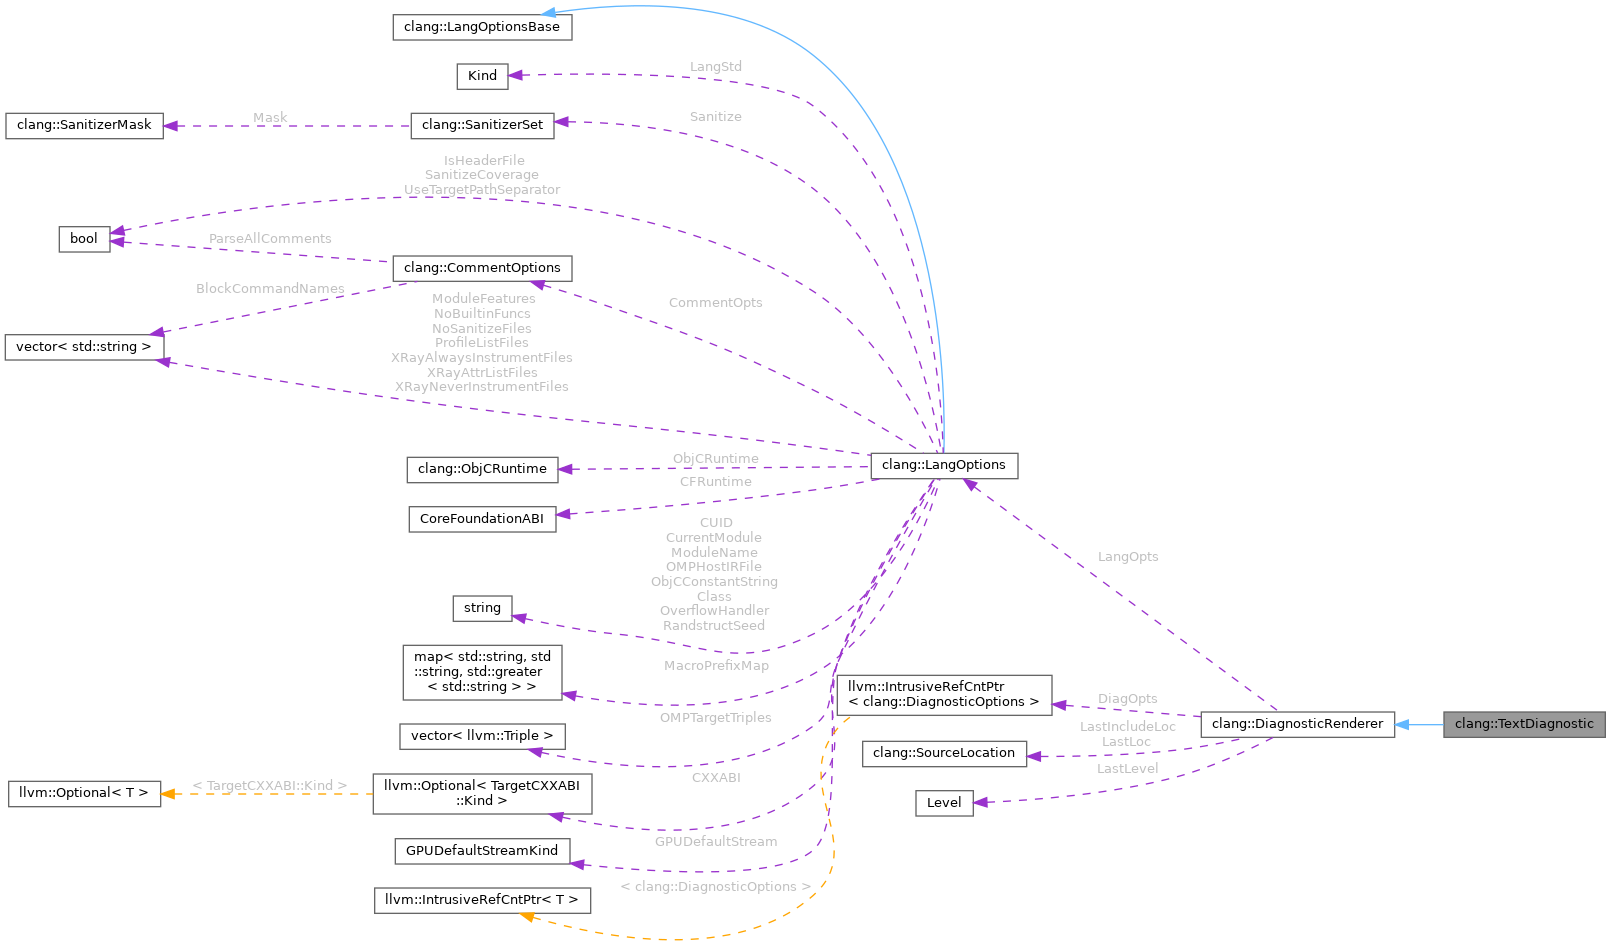 clang::LangOptionsBase
Kind
LangStd
clang::SanitizerMask
Mask
clang::SanitizerSet
Sanitize
IsHeaderFile
SanitizeCoverage
UseTargetPathSeparator
bool
ParseAllComments
clang::CommentOptions
BlockCommandNames
CommentOpts
vector< std::string >
ModuleFeatures
NoBuiltinFuncs
NoSanitizeFiles
ProfileListFiles
XRayAlwaysInstrumentFiles
XRayAttrListFiles
XRayNeverInstrumentFiles
clang::ObjCRuntime
ObjCRuntime
clang::LangOptions
CFRuntime
CoreFoundationABI
CUID
CurrentModule
ModuleName
OMPHostIRFile
ObjCConstantString
Class
OverflowHandler
RandstructSeed
string
LangOpts
map< std::string, std
::string, std::greater
< std::string > >
MacroPrefixMap
llvm::IntrusiveRefCntPtr
< clang::DiagnosticOptions >
DiagOpts
vector< llvm::Triple >
OMPTargetTriples
clang::SourceLocation
LastIncludeLoc
LastLoc
clang::DiagnosticRenderer
clang::TextDiagnostic
llvm::Optional< T >
< TargetCXXABI::Kind >
llvm::Optional< TargetCXXABI
::Kind >
CXXABI
Level
LastLevel
GPUDefaultStreamKind
GPUDefaultStream
llvm::IntrusiveRefCntPtr< T >
< clang::DiagnosticOptions >